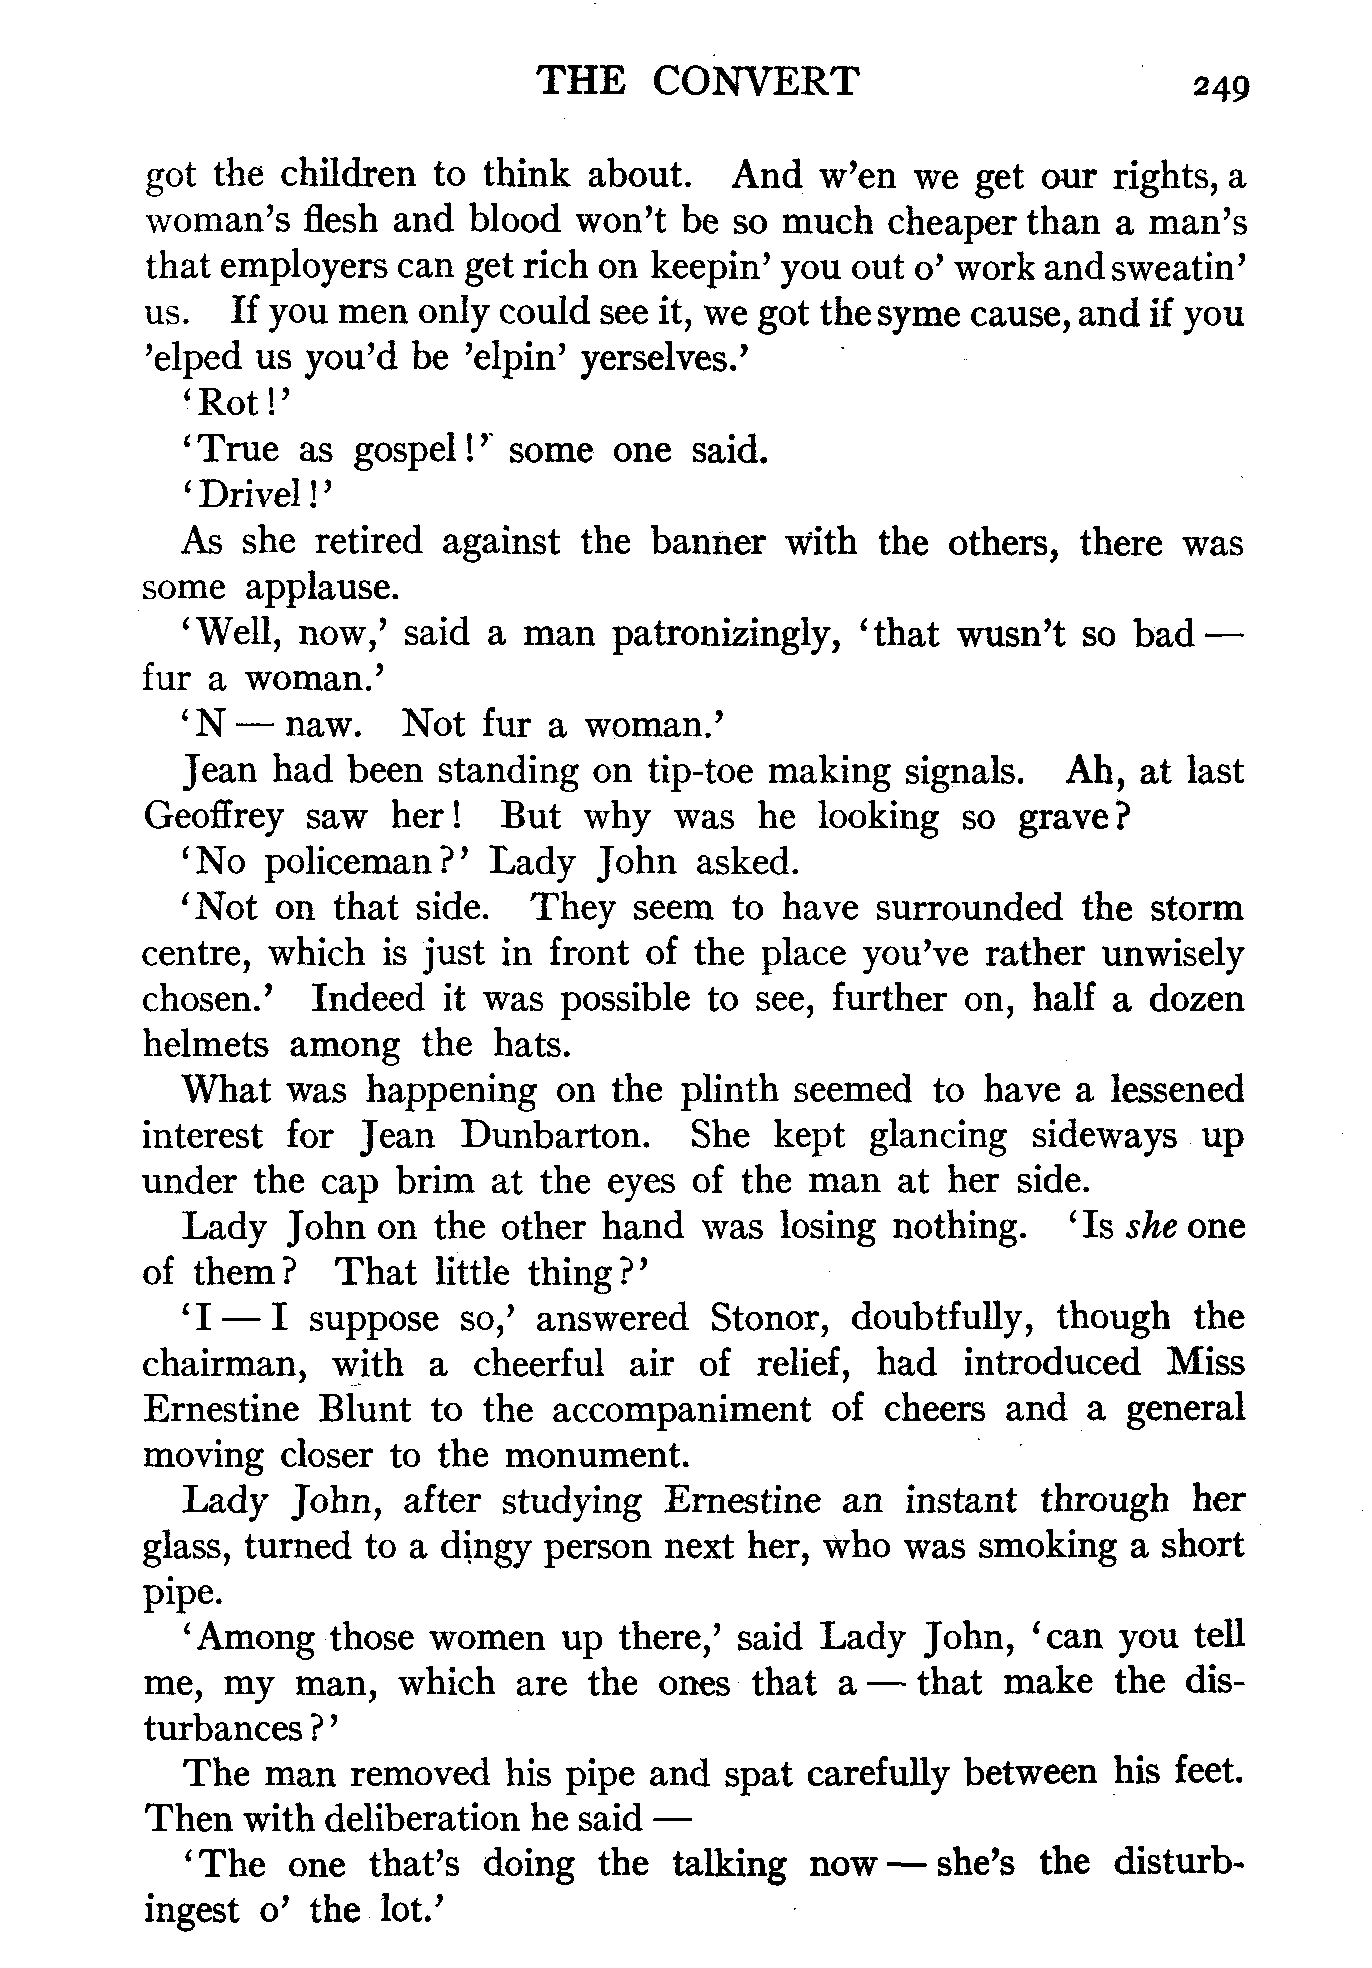 THE CONVERT 249
got the children to think about. And w'en we get our rights, a
woman's flesh and blood won't be so much cheaper than a man's
that employers can get rich on keepin' you out o' work and sweatin'
us. If you men only could see it, we got the syme cause, and if you
'elped us you'd be 'elpin' yerselves.'
'Rot!'
'True as gospel!' some one said.
'Drivel!'
As she retired against the banner with the others, there was
some applause.
'Well, now,' said a man patronizingly, 'that wusn't so bad —
fur a woman.'
'N — naw. Not fur a woman.'
Jean had been standing on tip-toe making signals. Ah, at last
Geoffrey saw her! But why was he looking so grave?
'No policeman?' Lady John asked.
'Not on that side. They seem to have surrounded the storm
centre, which is just in front of the place you've rather unwisely
chosen.' Indeed it was possible to see, further on, half a dozen
helmets among the hats.
What was happening on the plinth seemed to have a lessened
interest for Jean Dunbarton. She kept glancing sideways up
under the cap brim at the eyes of the man at her side.
Lady John on the other hand was losing nothing. 'Is she one
of them? That little thing?'
'I — I suppose so,' answered Stonor, doubtfully, though the
chairman, with a cheerful air of relief, had introduced Miss
Ernestine Blunt to the accompaniment of cheers and a general
moving closer to the monument.
Lady John, after studying Ernestine an instant through her
glass, turned to a dingy person next her, who was smoking a short
pipe.
'Among those women up there,' said Lady John, 'can you tell
me, my man, which are the ones that a — that make the dis-
turbances?'
The man removed his pipe and spat carefully between his feet.
Then with deliberation he said —
'The one that's doing the talking now — she's the disturb-
ingest o' the lot.'